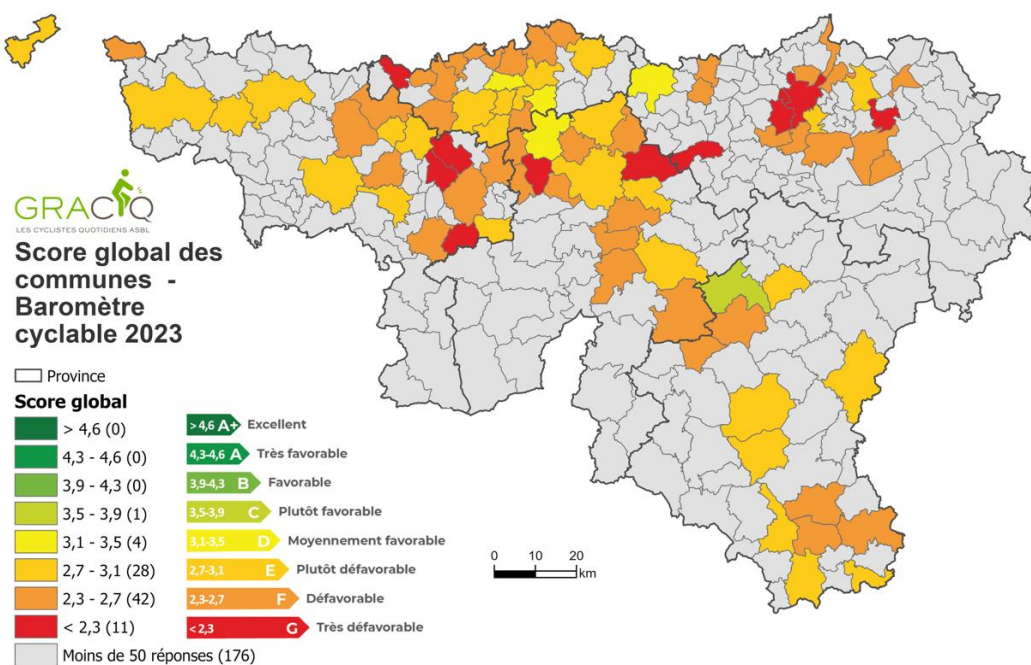 GRACQ
LES CYCLISTES QUOTIDIENS ASBL
Score global des
communes -
Baromètre
cyclable 2023
Province
Score global
> 4,6 (0)
4,3 - 4,6 (0)
3,9 - 4,3 (0)
3,5 - 3,9 (1)
3,1 - 3,5 (4)
2,7 - 3,1 (28)
2,3 - 2,7 (42)
< 2,3 (11)
Moins de 50 réponses (176)
> 4,6 A+ Excellent
4,3-4,6 A Très favorable
3,9-4,3 B Favorable
3,5-3,9 C Plutôt favorable
3,1-3,5 D Moyennement favorable
2,7-3,1 E Plutôt défavorable
2,3-2,7 F Défavorable
< 2,3 G Très défavorable
0 10 20
km